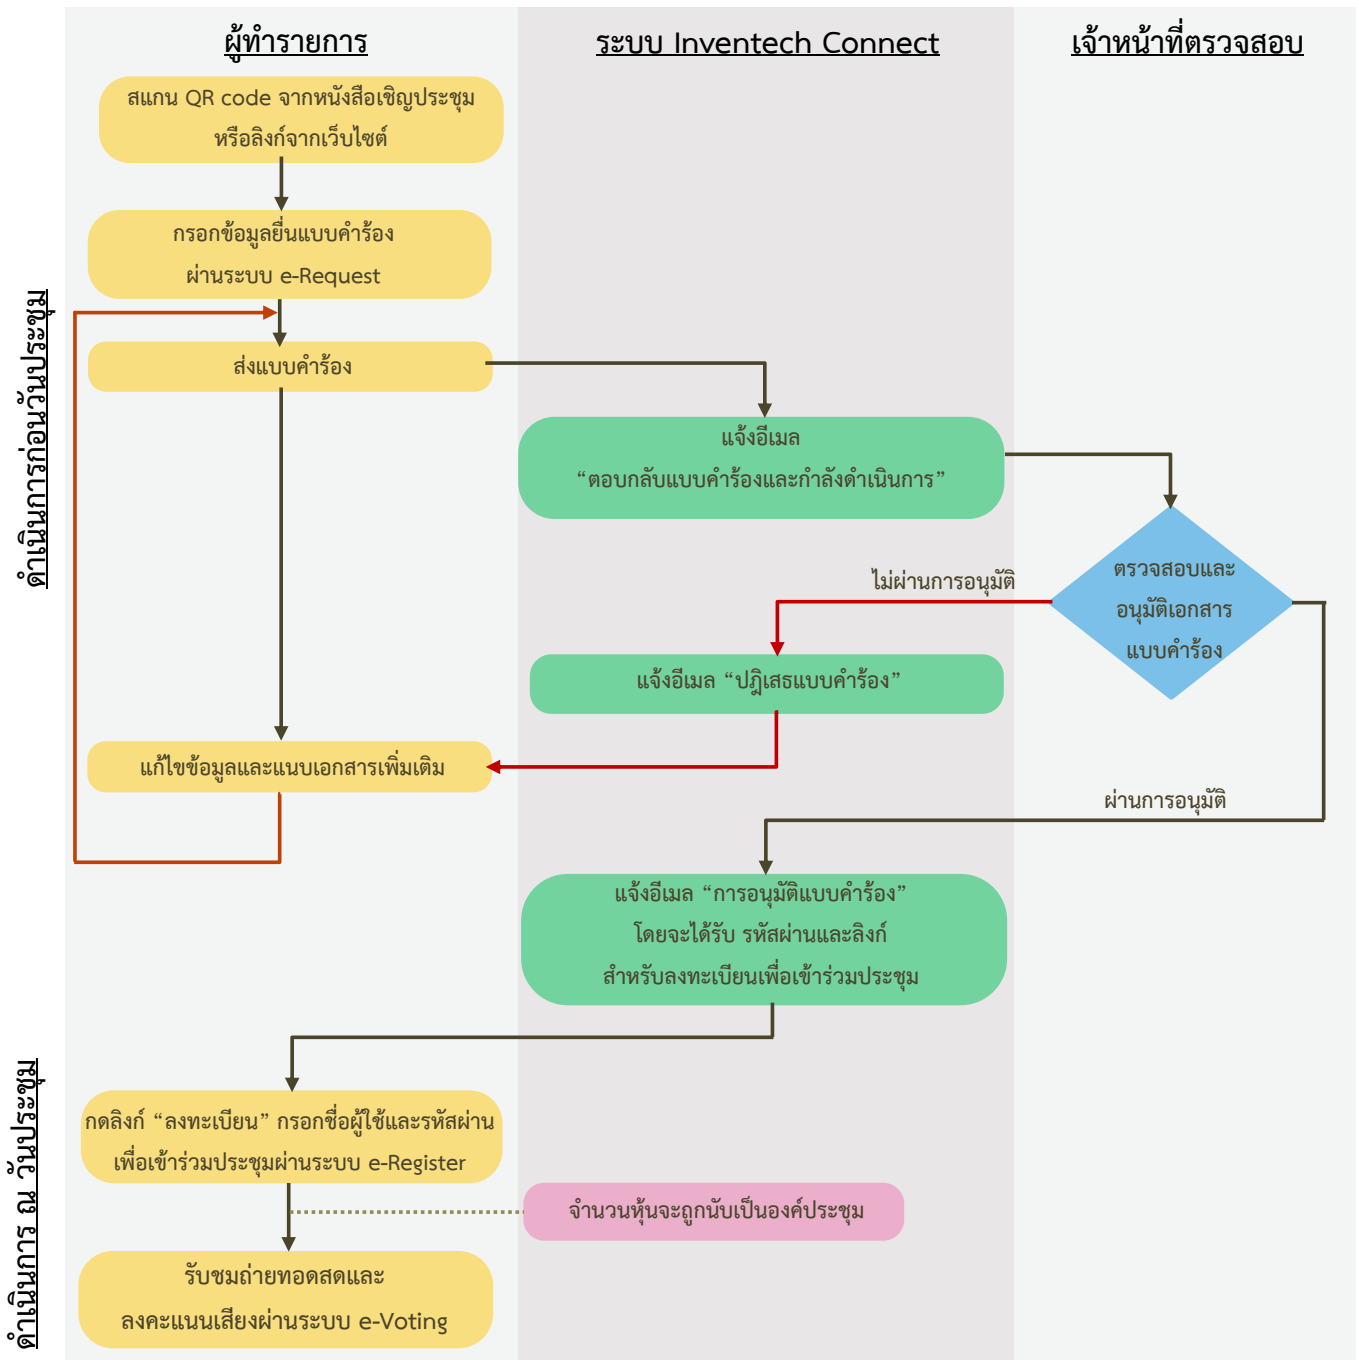 ผู้ทำรายการ
ระบบ Inventech Connect
เจ้าหน้าที่ตรวจสอบ
ดำเนินการก่อนวันประชุม
สแกน QR code จากหนังสือเชิญประชุม
หรือลิงก์จากเว็บไซต์
กรอกข้อมูลยื่นแบบคำร้อง
ผ่านระบบ e-Request
ส่งแบบคำร้อง
แจ้งอีเมล
“ตอบกลับแบบคำร้องและกำลังดำเนินการ”
ตรวจสอบและ
อนุมัติเอกสาร
แบบคำร้อง
ไม่ผ่านการอนุมัติ
แจ้งอีเมล “ปฎิเสธแบบคำร้อง”
แก้ไขข้อมูลและแนบเอกสารเพิ่มเติม
ผ่านการอนุมัติ
แจ้งอีเมล “การอนุมัติแบบคำร้อง”
โดยจะได้รับ รหัสผ่านและลิงก์
สำหรับลงทะเบียนเพื่อเข้าร่วมประชุม
ดำเนินการ ณ วันประชุม
กดลิงก์ “ลงทะเบียน” กรอกชื่อผู้ใช้และรหัสผ่าน
เพื่อเข้าร่วมประชุมผ่านระบบ e-Register
จำนวนหุ้นจะถูกนับเป็นองค์ประชุม
รับชมถ่ายทอดสดและ
ลงคะแนนเสียงผ่านระบบ e-Voting